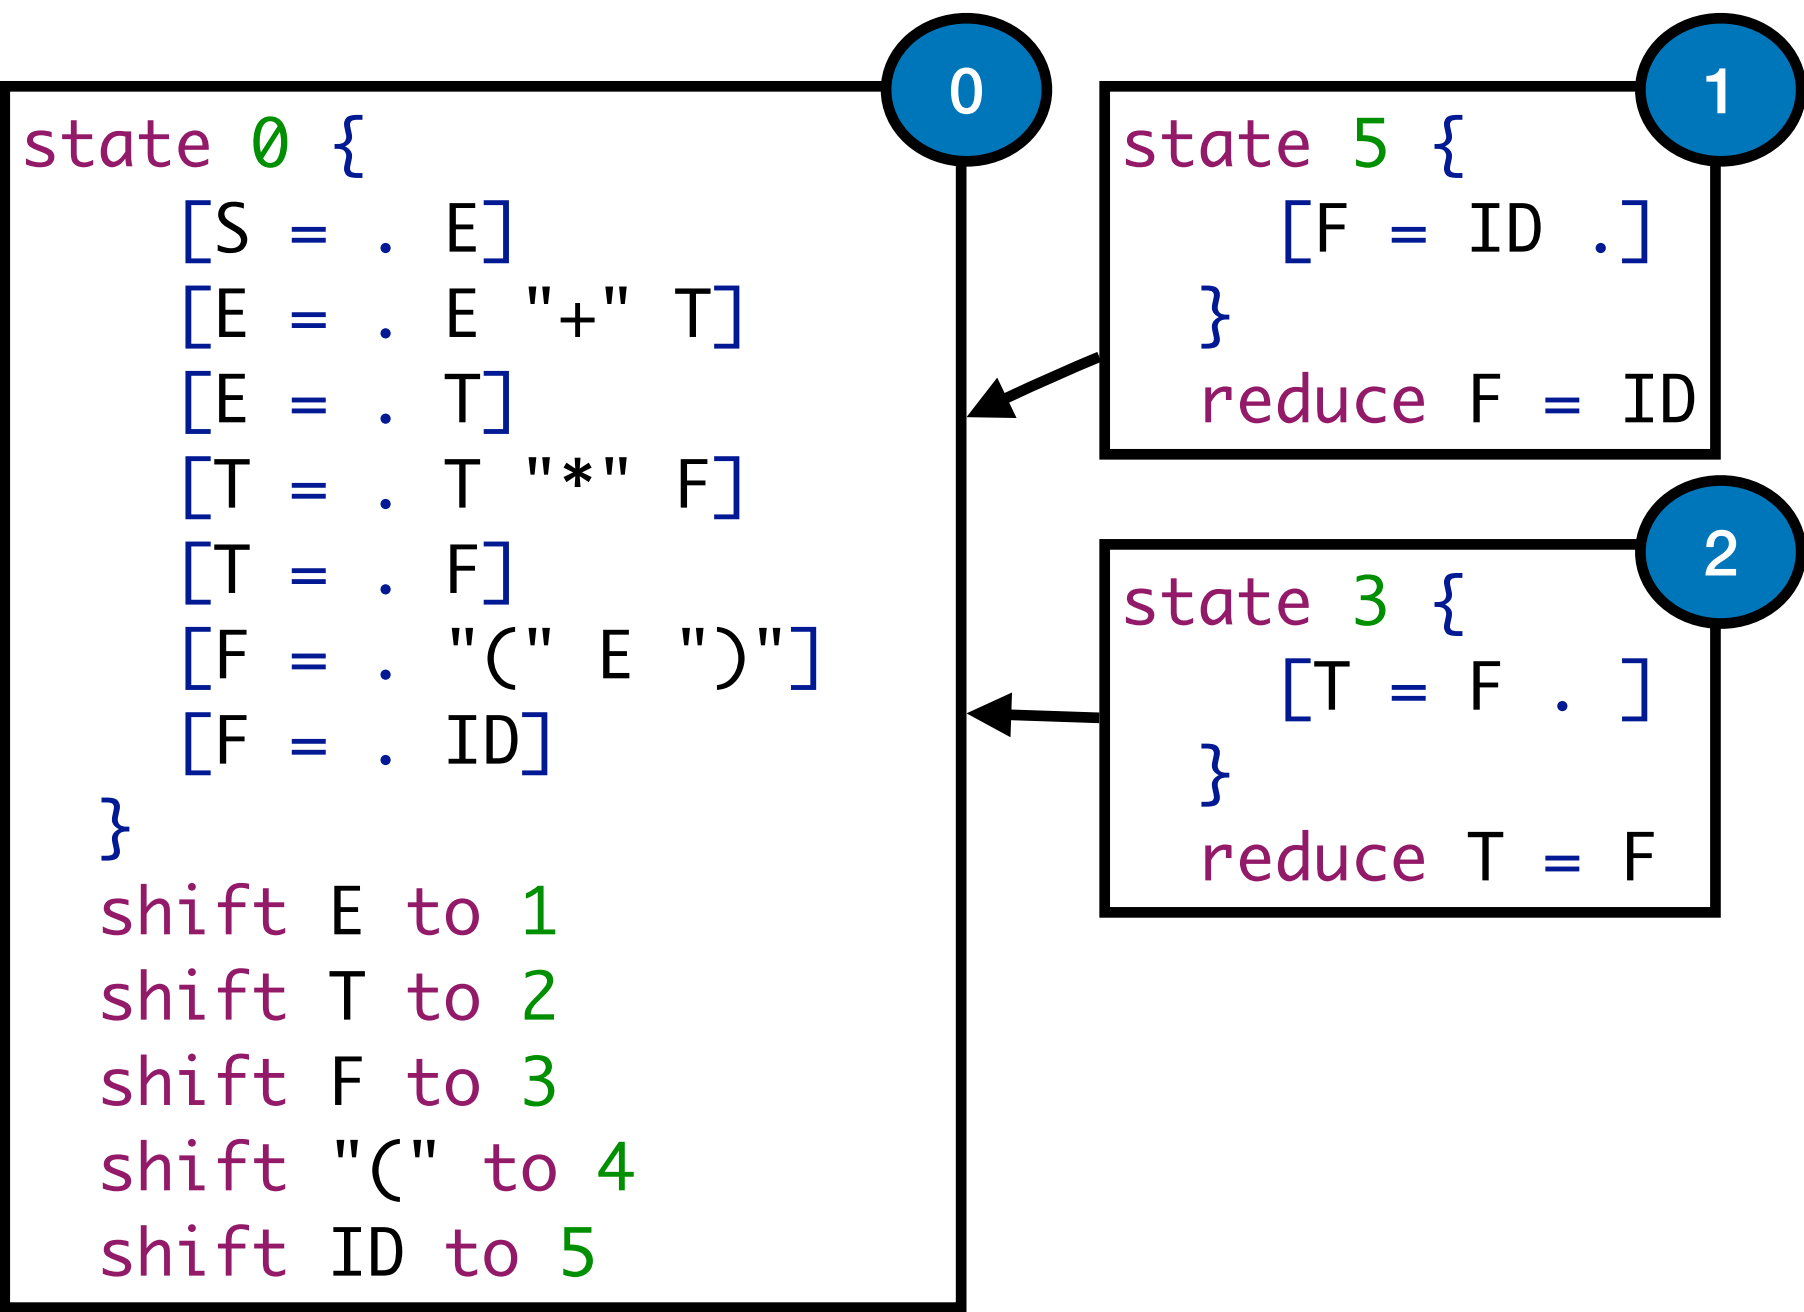 0
state 0 {
[S = . E]
[E = . E "+" T]
[E = . T]
[T = . T "*" F]
[T = . F]
[F = . "(" E ")"]
[F = . ID]
}
shift E to 1
shift T to 2
shift F to 3
shift "(" to 4
shift ID to 5
1
state 5 {
[F = ID .]
}
reduce F = ID
2
state 3 {
[T = F . ]
}
reduce T = F